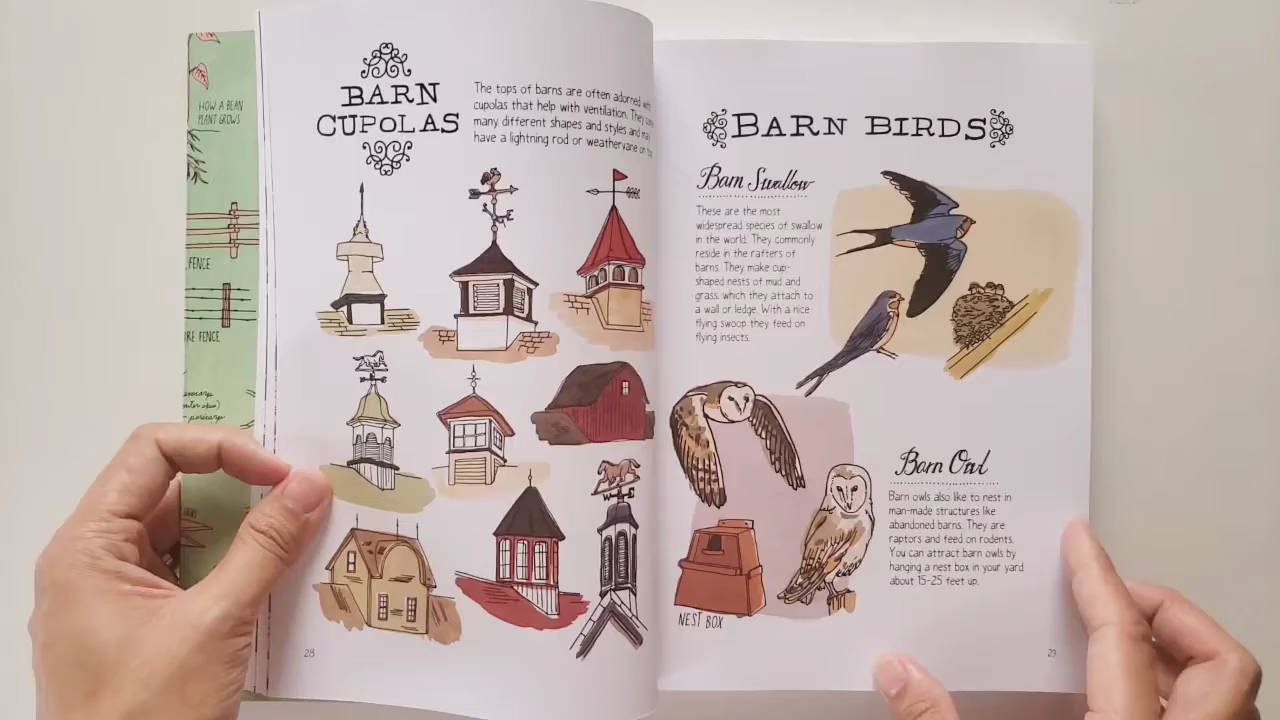 HOW A BEAN
PLANT GROWS
FENCE
FENCE
BARN
CUPOLAS
The tops of barns are often adorned with
cupolas that help with ventilation. They
many different shapes and styles and may
have a lightning rod or weathervane on
28
BARN BIRDS
Barn Swallow
These are the most
widespread species of swallow
in the world. They commonly
reside in the rafters of
barns. They make cup-
shaped nests of mud and
grass, which they attach to
a wall or ledge. With a nice
flying swoop they feed on
flying insects.
Barn Owl
Barn owls also like to nest in
man-made structures like
abandoned barns. They are
raptors and feed on rodents.
You can attract barn owls by
hanging a nest box in your yard
about 15-25 feet up.
NEST BOX
29